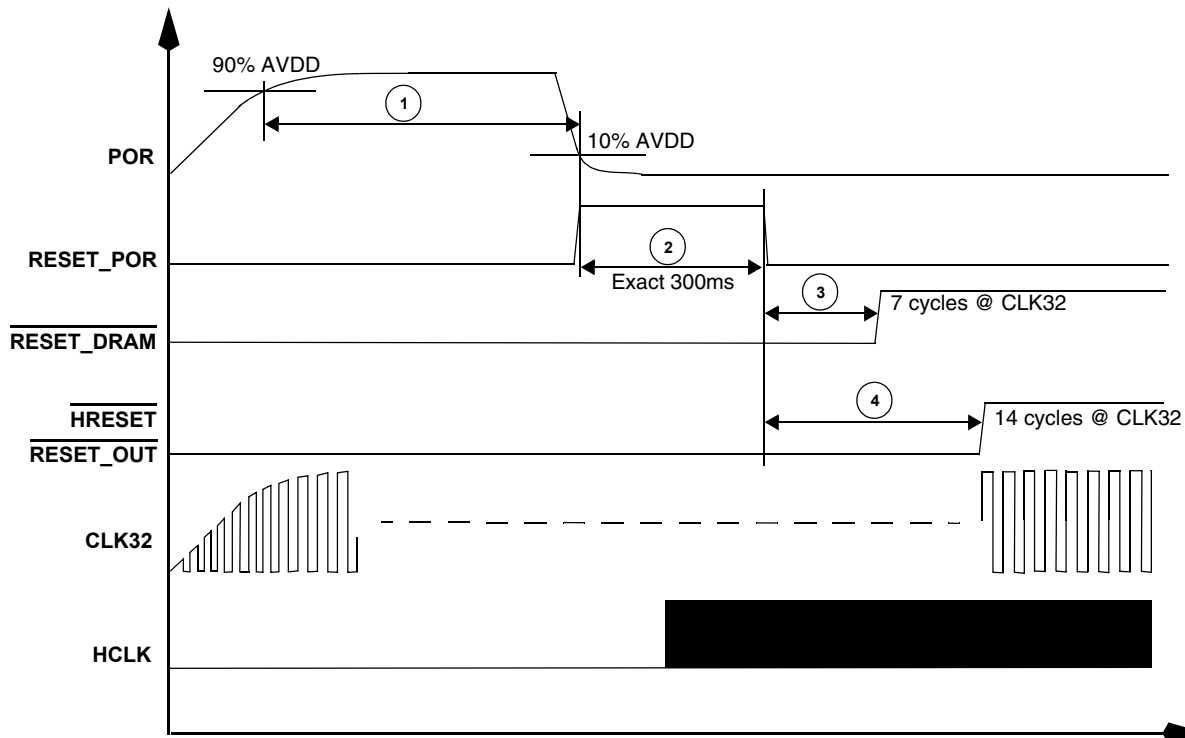 90% AVDD
1
10% AVDD
POR
2
RESET_POR
Exact 300ms
3
7 cycles @ CLK32
RESET_DRAM
4
HRESET
14 cycles @ CLK32
RESET_OUT
CLK32
HCLK